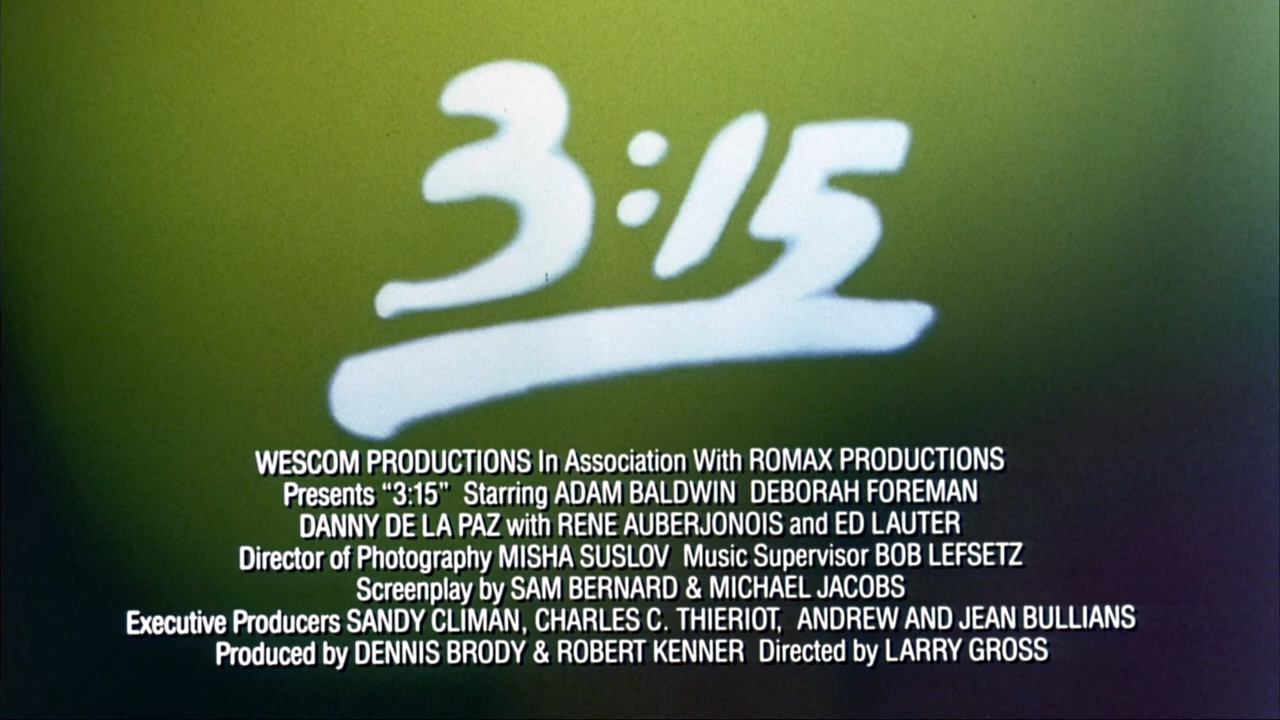 3:15
WESCOM PRODUCTIONS In Association With ROMAX PRODUCTIONS
Presents “3:15” Starring ADAM BALDWIN DEBORAH FOREMAN
DANNY DE LA PAZ with RENE AUBERJONOIS and ED LAUTER
Director of Photography MISHA SUSLOV Music Supervisor BOB LEFSETZ
Screenplay by SAM BERNARD & MICHAEL JACOBS
Executive Producers SANDY CLIMAN, CHARLES C. THIERIOT, ANDREW AND JEAN BULLIANS
Produced by DENNIS BRODY & ROBERT KENNER Directed by LARRY GROSS